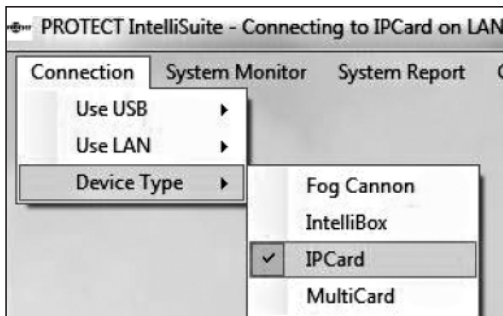 PROTECT IntelliSuite - Connecting to IPCard on LAN
Connection System Monitor System Report
Use USB
Use LAN
Device Type
Fog Cannon
IntelliBox
IPCard
MultiCard